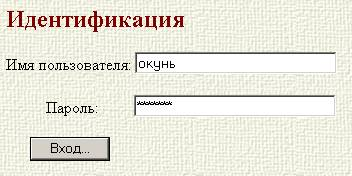 Идентификация
Имя пользователя: окунь
Пароль: ********
Вход...